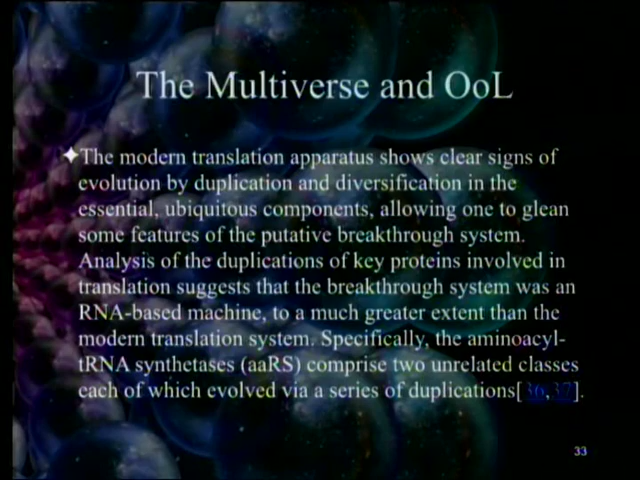 The Multiverse and OoL
✦The modern translation apparatus shows clear signs of
evolution by duplication and diversification in the
essential, ubiquitous components, allowing one to glean
some features of the putative breakthrough system.
Analysis of the duplications of key proteins involved in
translation suggests that the breakthrough system was an
RNA-based machine, to a much greater extent than the
modern translation system. Specifically, the aminoacyl-
tRNA synthetases (aaRS) comprise two unrelated classes
each of which evolved via a series of duplications[36,37].
33